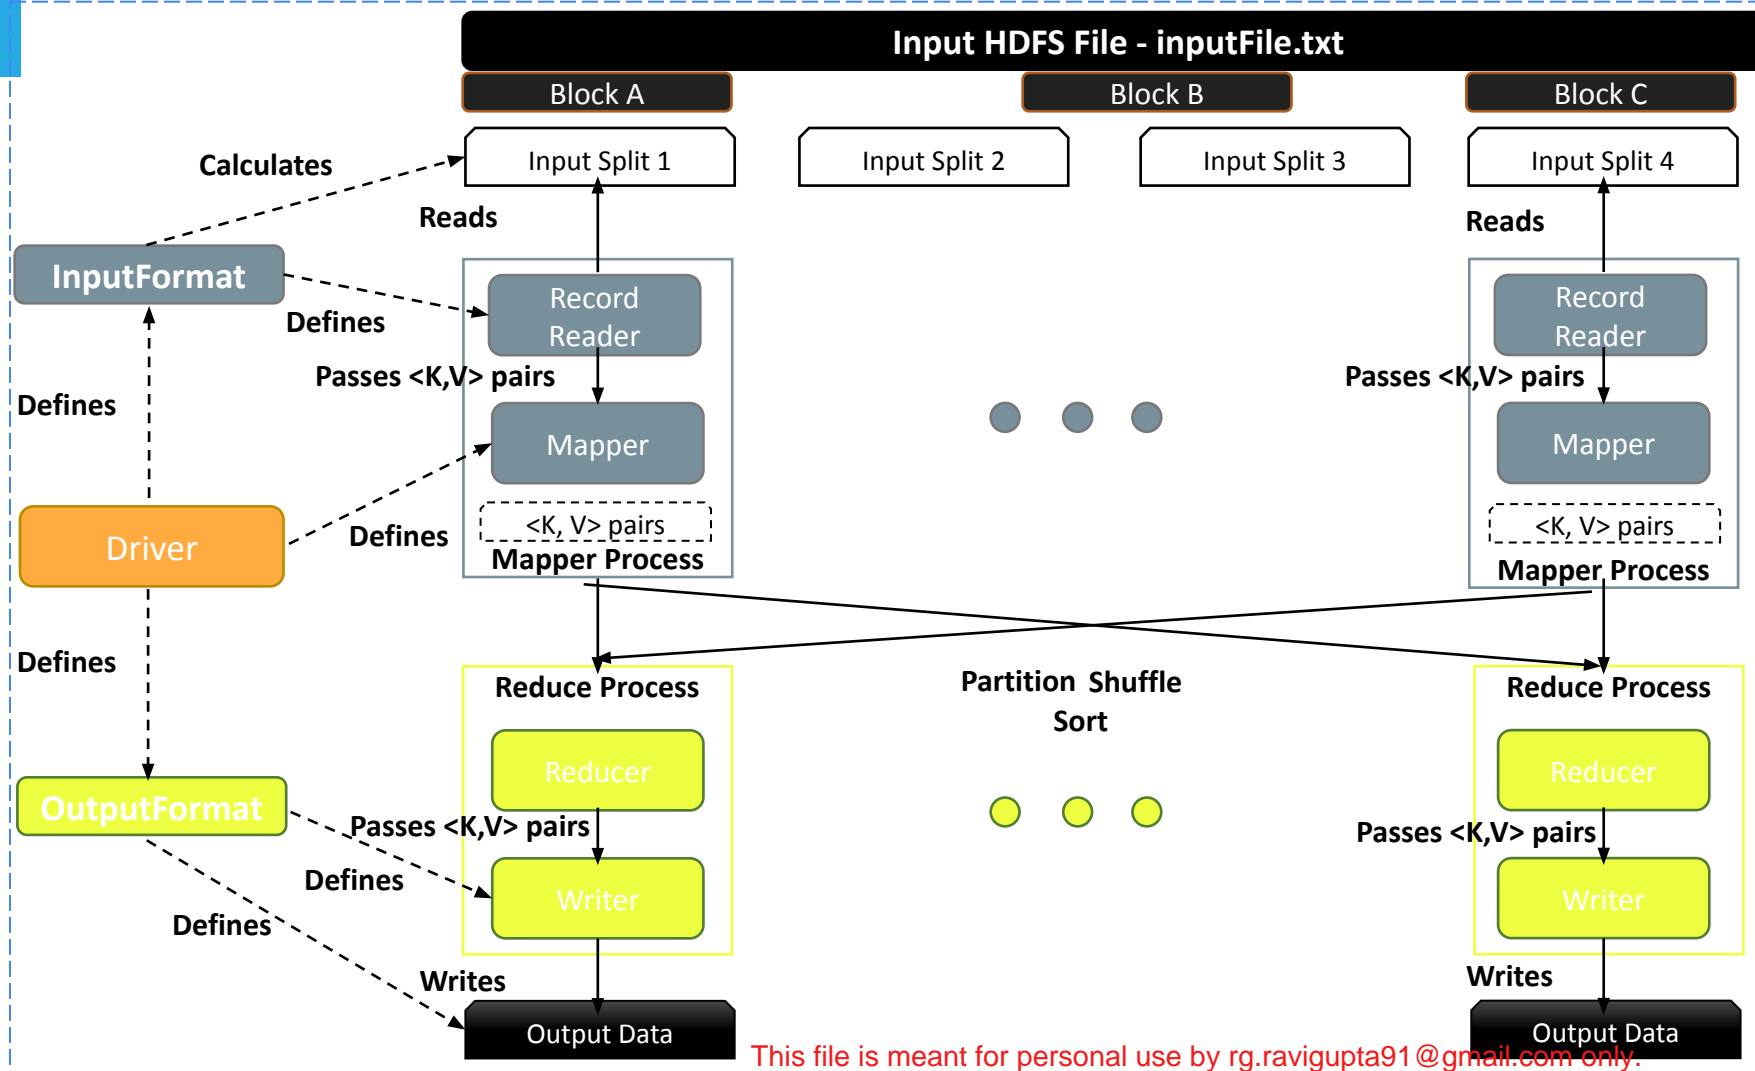 Input HDFS File - inputFile.txt
Block A
Block B
Block C
Input Split 1
Input Split 2
Input Split 3
Input Split 4
Calculates
Reads
Reads
InputFormat
Defines
Record
Reader
Record
Reader
Passes <K,V> pairs
Passes <K,V> pairs
Defines
Mapper
Mapper
Driver
Defines
<K, V> pairs
<K, V> pairs
Mapper Process
Mapper Process
Defines
Reduce Process
Partition Shuffle
Sort
Reduce Process
Reducer
Reducer
OutputFormat
Passes <K,V> pairs
Passes <K,V> pairs
Defines
Writer
Writer
Defines
Writes
Writes
Output Data
Output Data
This file is meant for personal use by rg.ravigupta91@gmail.com only.